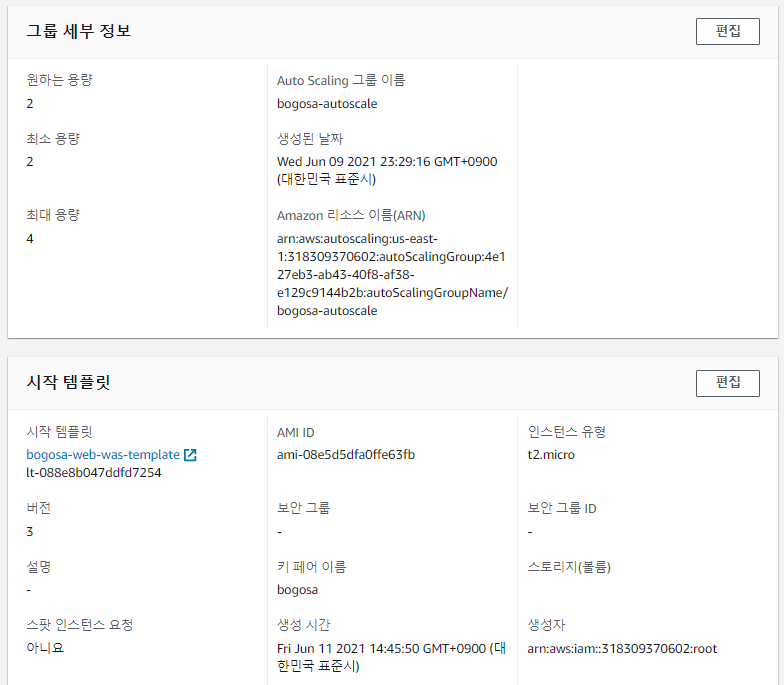 그룹 세부 정보
편집
원하는 용량
2
최소 용량
2
최대 용량
4
Auto Scaling 그룹 이름
bogosa-autoscale
생성된 날짜
Wed Jun 09 2021 23:29:16 GMT+0900
(대한민국 표준시)
Amazon 리소스 이름(ARN)
arn:aws:autoscaling:us-east-
1:318309370602:autoScalingGroup:4e1
27eb3-ab43-40f8-af38-
e129c9144b2b:autoScalingGroupName/
bogosa-autoscale
시작 템플릿
편집
시작 템플릿
bogosa-web-was-template
lt-088e8b047ddfd7254
버전
3
설명
-
스팟 인스턴스 요청
아니요
AMI ID
ami-08e5d5dfa0ffe63fb
보안 그룹
-
키 페어 이름
bogosa
생성 시간
Fri Jun 11 2021 14:45:50 GMT+0900 (대
한민국 표준시)
인스턴스 유형
t2.micro
보안 그룹 ID
-
스토리지(볼륨)
생성자
arn:aws:iam::318309370602:root